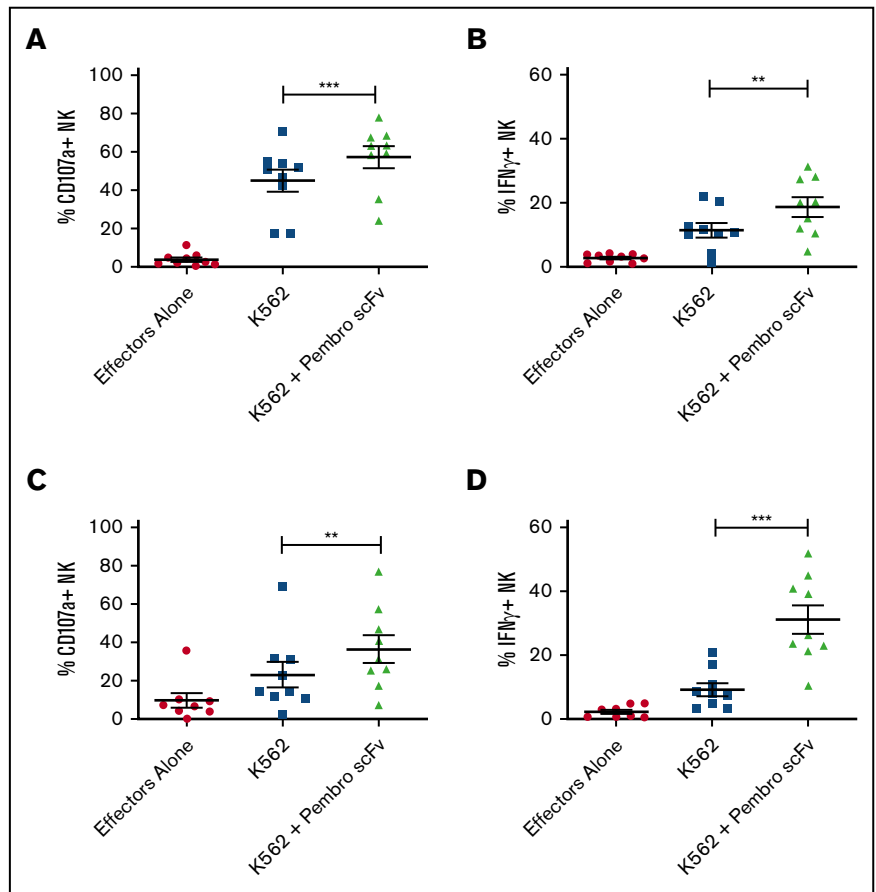 A
% CD107a+ NK
100
80
60
40
20
0
***
Effectors Alone
K562
K562 + Pembro scFv
B
% IFNγ+ NK
60
40
20
0
**
Effectors Alone
K562
K562 + Pembro scFv
C
% CD107a+ NK
100
80
60
40
20
0
**
Effectors Alone
K562
K562 + Pembro scFv
D
% IFNγ+ NK
60
40
20
0
***
Effectors Alone
K562
K562 + Pembro scFv